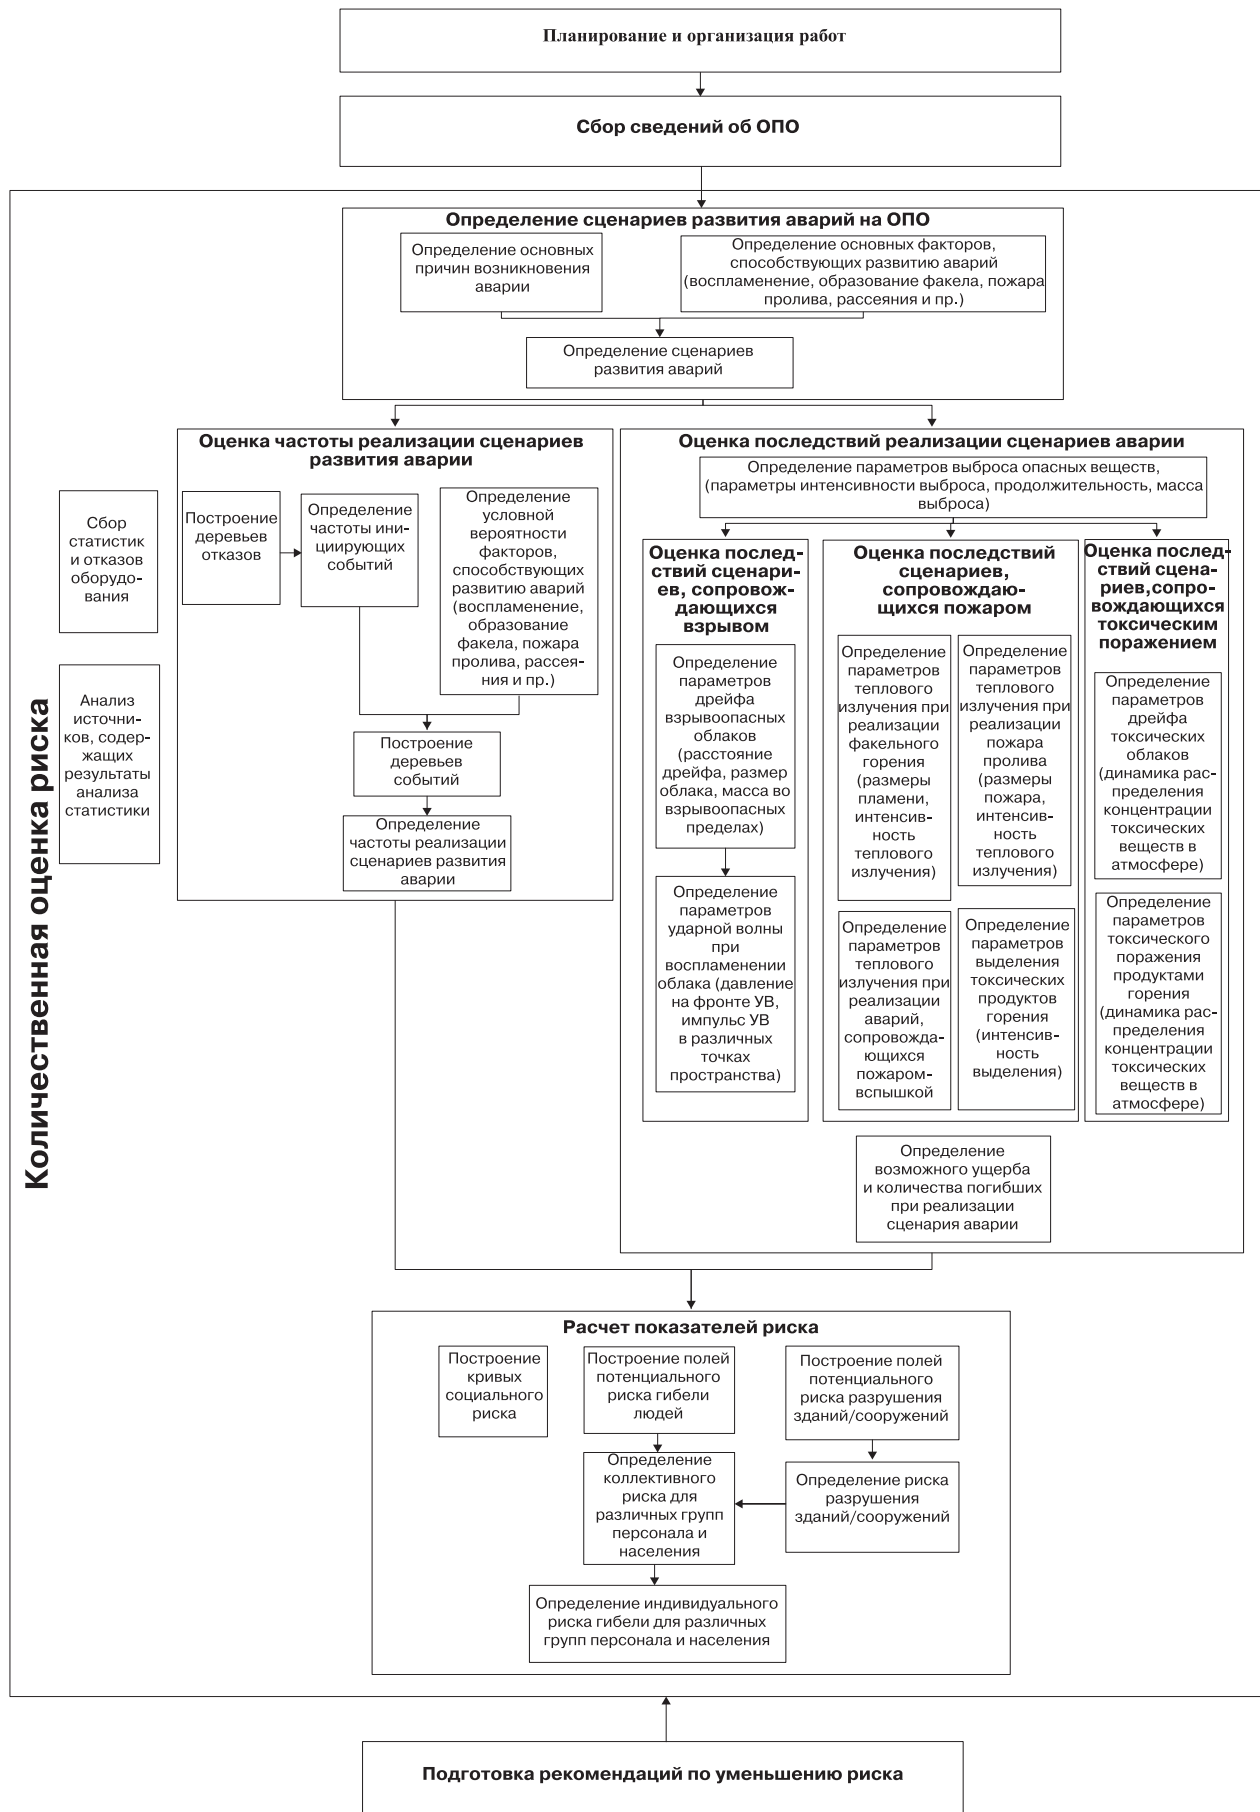 Планирование и организация работ
Сбор сведений об ОПО
Количественная оценка риска
Определение сценариев развития аварий на ОПО
Определение основных
причин возникновения
аварии
Определение основных факторов,
способствующих развитию аварий
(воспламенение, образование факела, пожара
пролива, рассеяния и пр.)
Определение сценариев
развития аварий
Оценка частоты реализации сценариев
развития аварии
Сбор
статистик
и отказов
оборудо-
вания
Анализ
источни-
ков, содер-
жащих
результаты
анализа
статистики
Построение
деревьев
отказов
Определение
частоты ини-
циирующих
событий
Определение
условной
вероятности
факторов,
способствующих
развитию аварий
(воспламенение,
образование
факела, пожара
пролива, рассея-
ния и пр.)
Построение
деревьев
событий
Определение
частоты реализации
сценариев развития
аварии
Оценка последствий реализации сценариев аварии
Определение параметров выброса опасных веществ,
(параметры интенсивности выброса, продолжительность, масса
выброса)
Оценка послед-
ствий сценари-
ев, сопровож-
дающихся
взрывом
Определение
параметров
дрейфа
взрывоопасных
облаков
(расстояние
дрейфа, размер
облака, масса во
взрывоопасных
пределах)
Определение
параметров
ударной волны
при
воспламенении
облака (давление
на фронте УВ,
импульс УВ
в различных
точках
пространства)
Оценка последствий
сценариев,
сопровождаю-
щихся пожаром
Определение
параметров
теплового
излучения при
реализации
факельного
горения
(размеры
пламени,
интенсив-
ность
теплового
излучения)
Определение
параметров
теплового
излучения при
реализации
пожара
пролива
(размеры
пожара,
интенсив-
ность
теплового
излучения)
Определение
параметров
теплового
излучения при
реализации
аварий,
сопровождаю-
щихся
пожаром-
вспышкой
Определение
параметров
выделения
токсических
продуктов
горения
(интенсив-
ность
выделения)
Оценка послед-
ствий сцена-
риев,сопро-
вождающихся
токсическим
поражением
Определение
параметров
дрейфа
токсических
облаков
(динамика рас-
пределения
концентрации
токсических
веществ в
атмосфере)
Определение
параметров
токсического
поражения
продуктами
горения
(динамика рас-
пределения
концентрации
токсических
веществ в
атмосфере)
Определение
возможного ущерба
и количества погибших
при реализации
сценария аварии
Расчет показателей риска
Построение
кривых
социального
риска
Построение полей
потенциального
риска гибели
людей
Построение полей
потенциального
риска разрушения
зданий/сооружений
Определение
коллективного
риска для
различных групп
персонала и
населения
Определение риска
разрушения
зданий/сооружений
Определение индивидуального
риска гибели для различных
групп персонала и населения
Подготовка рекомендаций по уменьшению риска